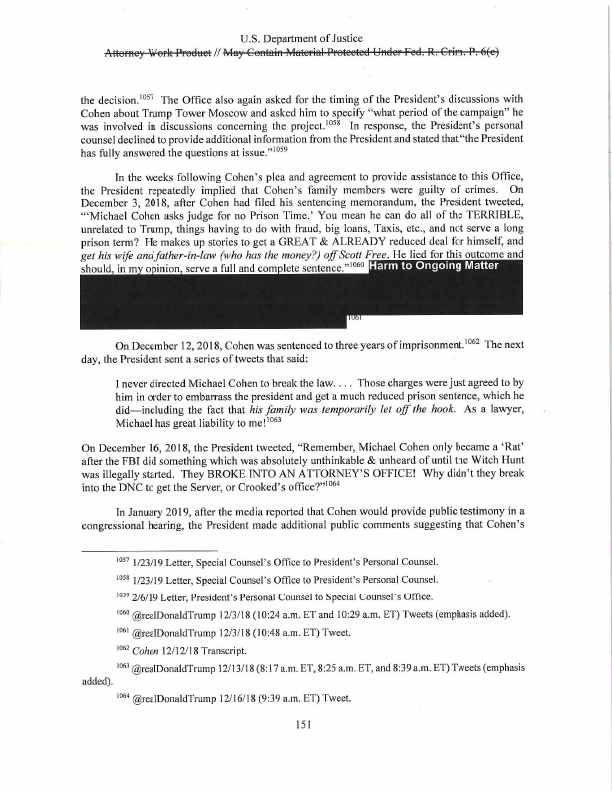 U.S. Department of Justice
Attorney Work Product // May Contain Material Protected Under Fed. R. Crim. P. 6(e)
the decision.1057 The Office also again asked for the timing of the President's discussions with
Cohen about Trump Tower Moscow and asked him to specify "what period of the campaign" he
was involved in discussions concerning the project.1058 In response, the President's personal
counsel declined to provide additional information from the President and stated that "the President
has fully answered the questions at issue."1059
In the weeks following Cohen's plea and agreement to provide assistance to this Office,
the President repeatedly implied that Cohen's family members were guilty of crimes. On
December 3, 2018, after Cohen had filed his sentencing memorandum, the President tweeted,
"'Michael Cohen asks judge for no Prison Time.' You mean he can do all of the TERRIBLE,
unrelated to Trump, things having to do with fraud, big loans, Taxis, etc., and not serve a long
prison term? He makes up stories to get a GREAT & ALREADY reduced deal for himself, and
get his wife and father-in-law (who has the money?) off Scott Free. He lied for this outcome and
should, in my opinion, serve a full and complete sentence."1060 Harm to Ongoing Matter
1061
On December 12, 2018, Cohen was sentenced to three years of imprisonment.1062 The next
day, the President sent a series of tweets that said:
I never directed Michael Cohen to break the law. . . . Those charges were just agreed to by
him in order to embarrass the president and get a much reduced prison sentence, which he
did—including the fact that his family was temporarily let off the hook. As a lawyer,
Michael has great liability to me!1063
On December 16, 2018, the President tweeted, "Remember, Michael Cohen only became a 'Rat'
after the FBI did something which was absolutely unthinkable & unheard of until the Witch Hunt
was illegally started. They BROKE INTO AN ATTORNEY'S OFFICE! Why didn't they break
into the DNC to get the Server, or Crooked's office?"1064
In January 2019, after the media reported that Cohen would provide public testimony in a
congressional hearing, the President made additional public comments suggesting that Cohen's
1057 1/23/19 Letter, Special Counsel's Office to President's Personal Counsel.
1058 1/23/19 Letter, Special Counsel's Office to President's Personal Counsel.
1059 2/6/19 Letter, President's Personal Counsel to Special Counsel's Office.
1060 @realDonaldTrump 12/3/18 (10:24 a.m. ET and 10:29 a.m. ET) Tweets (emphasis added).
1061 @realDonaldTrump 12/3/18 (10:48 a.m. ET) Tweet.
1062 Cohen 12/12/18 Transcript.
1063 @realDonaldTrump 12/13/18 (8:17 a.m. ET, 8:25 a.m. ET, and 8:39 a.m. ET) Tweets (emphasis
added).
1064 @realDonaldTrump 12/16/18 (9:39 a.m. ET) Tweet.
151